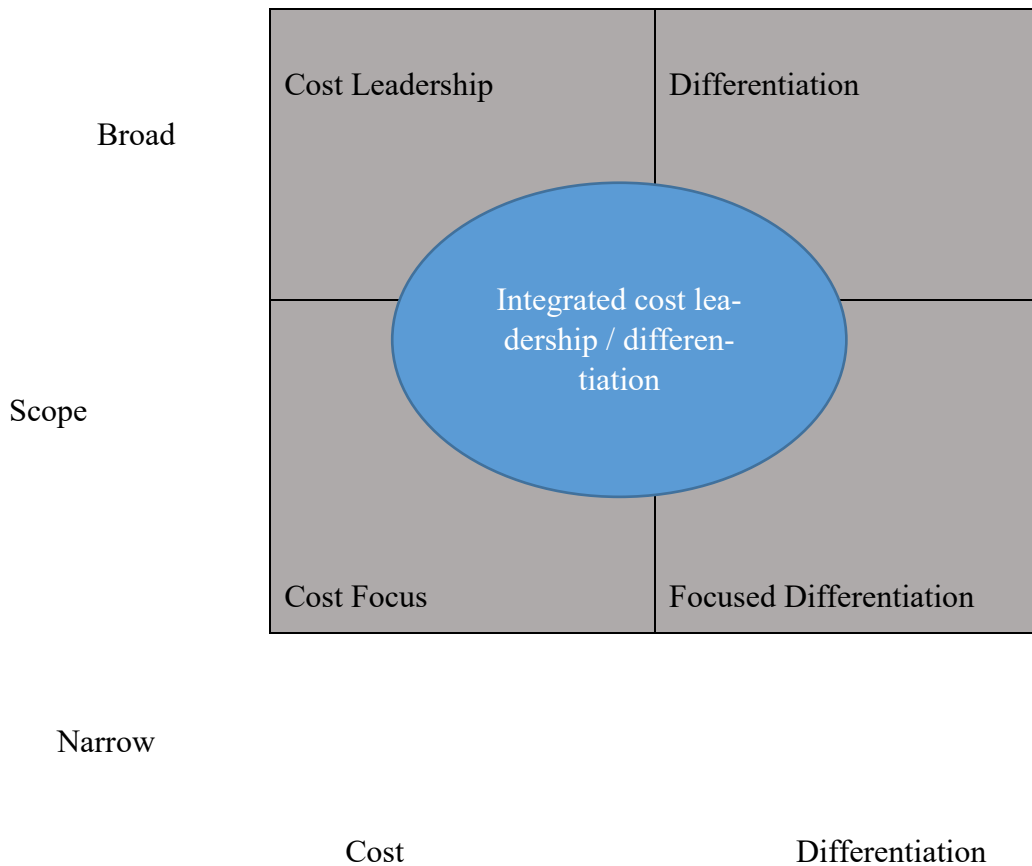 Cost Leadership
Differentiation
Broad
Integrated cost lea-
dership / differen-
tiation
Scope
Cost Focus
Focused Differentiation
Narrow
Cost
Differentiation